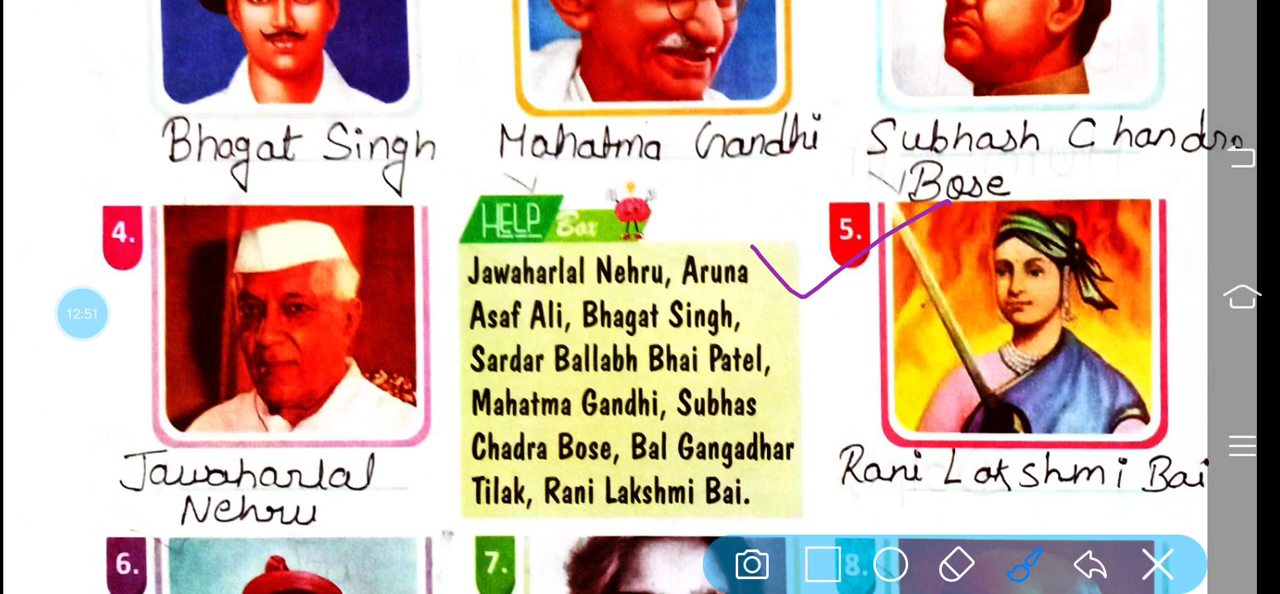 Bhagat Singh
Mahatma Gandhi
Subhash Chandra
Bose
4.
HELP Box
5.
Jawaharlal Nehru, Aruna
Asaf Ali, Bhagat Singh,
Sardar Ballabh Bhai Patel,
Mahatma Gandhi, Subhas
Chadra Bose, Bal Gangadhar
Tilak, Rani Lakshmi Bai.
12:51
Jawaharlal
Nehru
Rani Lakshmi Bai
6.
7.
8.